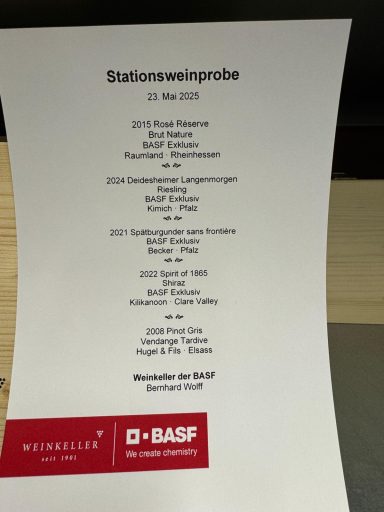 Stationsweinprobe
23. Mai 2025
2015 Rosé Réserve
Brut Nature
BASF Exklusiv
Raumland · Rheinhessen
2024 Deidesheimer Langenmorgen
Riesling
BASF Exklusiv
Kimich · Pfalz
2021 Spätburgunder sans frontière
BASF Exklusiv
Becker · Pfalz
2022 Spirit of 1865
Shiraz
BASF Exklusiv
Kilikanoon · Clare Valley
2008 Pinot Gris
Vendange Tardive
Hugel & Fils · Elsass
Weinkeller der BASF
Bernhard Wolff
WEINKELLER
seit 1901
BASF
We create chemistry